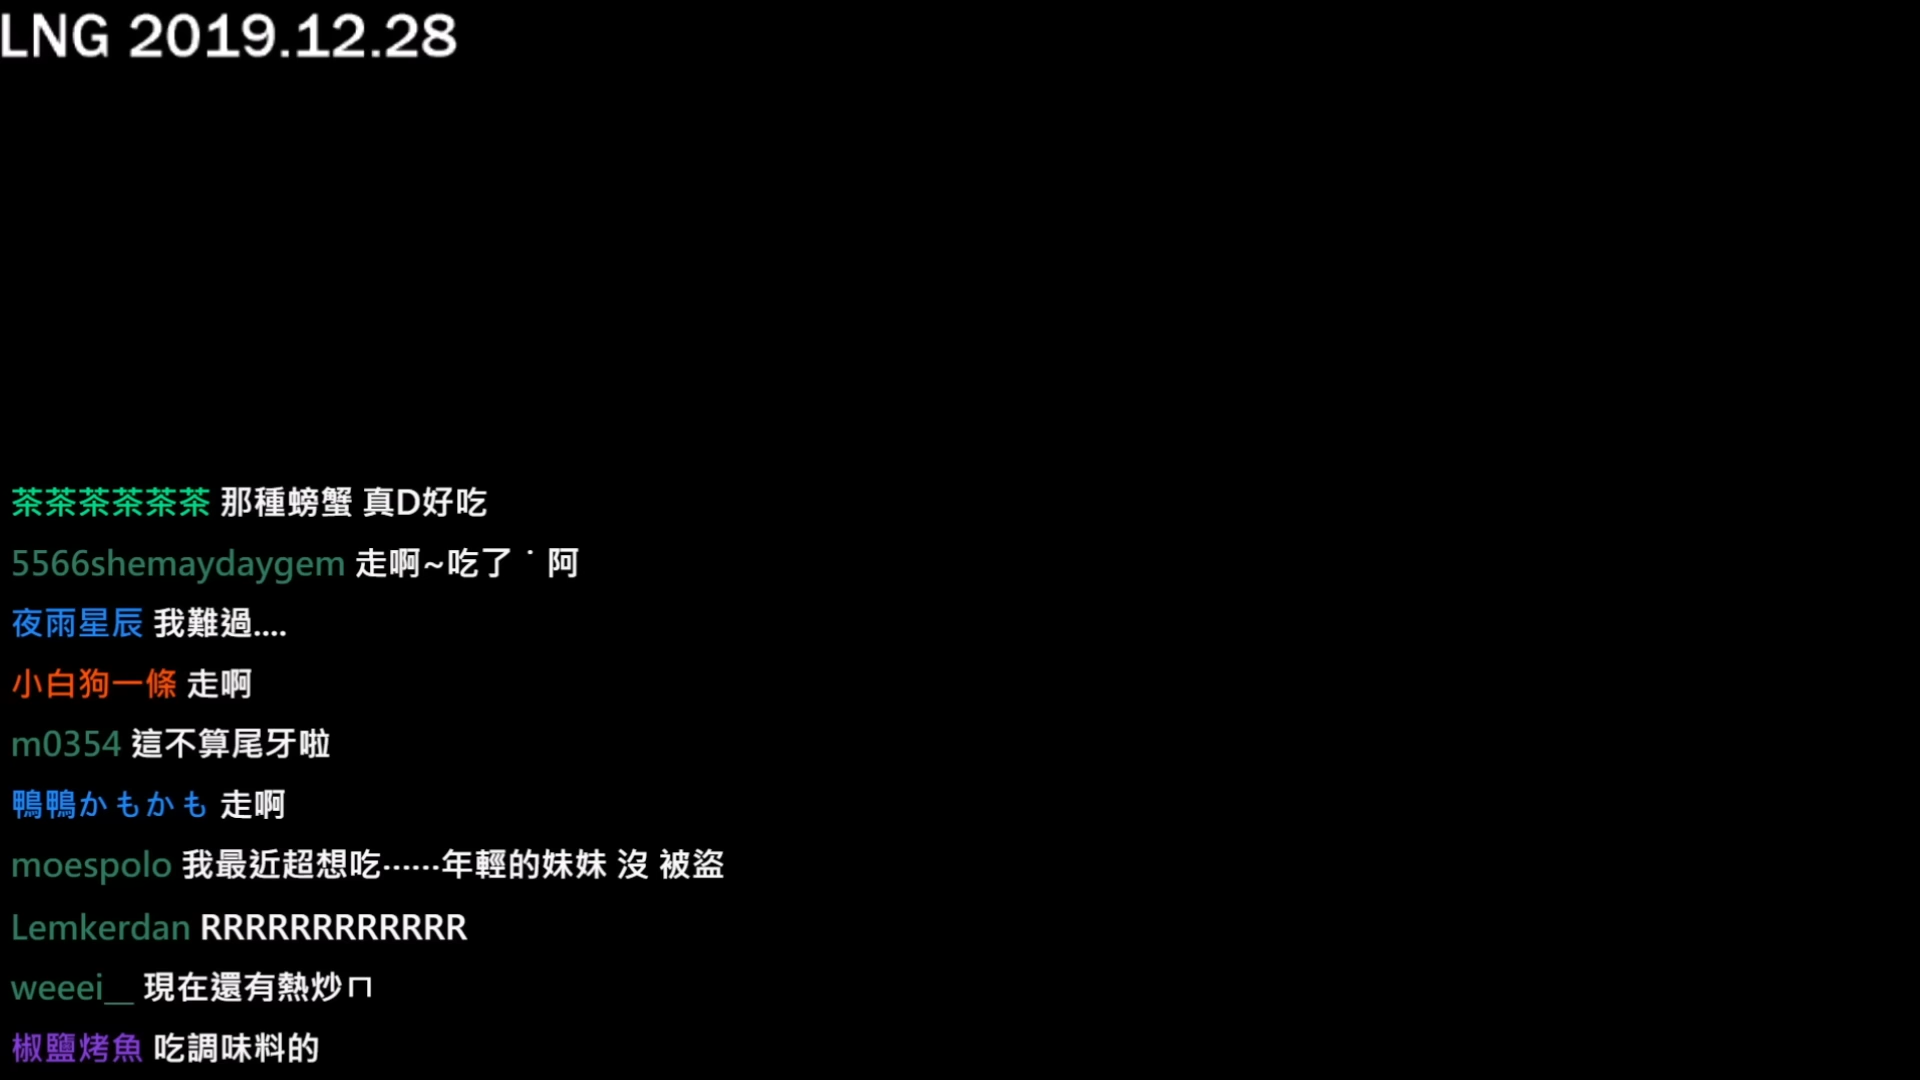 LNG 2019.12.28
茶茶茶茶茶茶 那種螃蟹 真D好吃
5566shemaydaygem 走啊~吃了˙阿
夜雨星辰 我難過....
小白狗一條 走啊
m0354 這不算尾牙啦
鴨鴨かもかも 走啊
moespolo 我最近超想吃⋯⋯年輕的妹妹 沒 被盜
Lemkerdan RRRRRRRRRRRR
weeei__ 現在還有熱炒ㄇ
椒鹽烤魚 吃調味料的